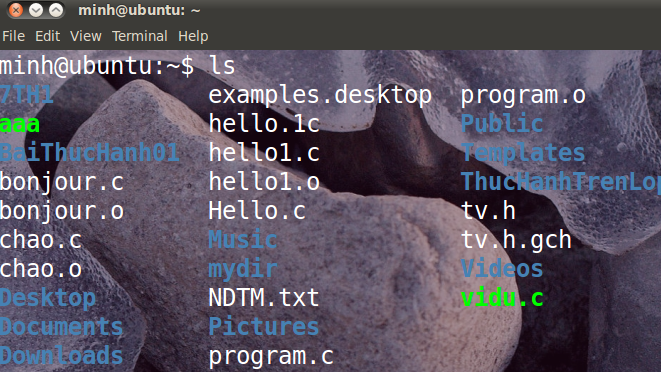 minh@ubuntu: ~
File Edit View Terminal Help
minh@ubuntu:~$ ls
7TH1 examples.desktop program.o
aaa hello.1c Public
BaiThucHanh01 hello1.c Templates
bonjour.c hello1.o ThucHanhTrenLop
bonjour.o Hello.c tv.h
chao.c Music tv.h.gch
chao.o mydir Videos
Desktop NDTM.txt vidu.c
Documents Pictures
Downloads program.c